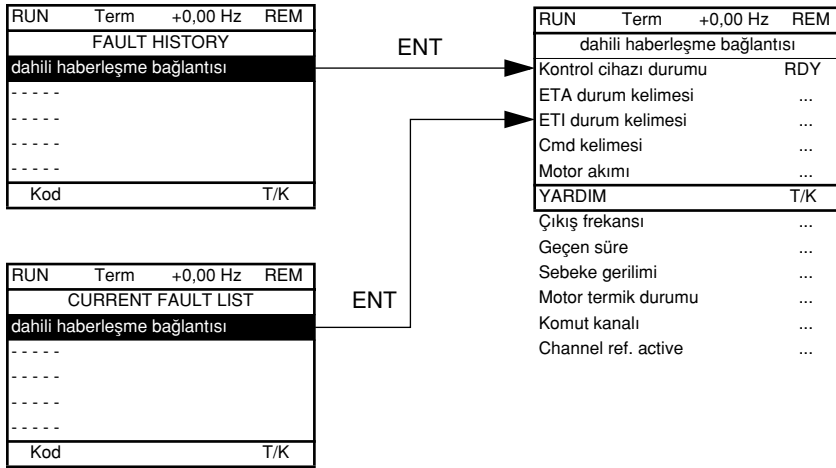 RUN Term +0,00 Hz REM
FAULT HISTORY
dahili haberleşme bağlantısı
- - - - -
- - - - -
- - - - -
- - - - -
Kod T/K
ENT
RUN Term +0,00 Hz REM
CURRENT FAULT LIST
dahili haberleşme bağlantısı
- - - - -
- - - - -
- - - - -
- - - - -
Kod T/K
ENT
RUN Term +0,00 Hz REM
dahili haberleşme bağlantısı
Kontrol cihazı durumu RDY
ETA durum kelimesi ...
ETI durum kelimesi ...
Cmd kelimesi ...
Motor akımı ...
YARDIM T/K
Çıkış frekansı ...
Geçen süre ...
Sebeke gerilimi ...
Motor termik durumu ...
Komut kanalı ...
Channel ref. active ...